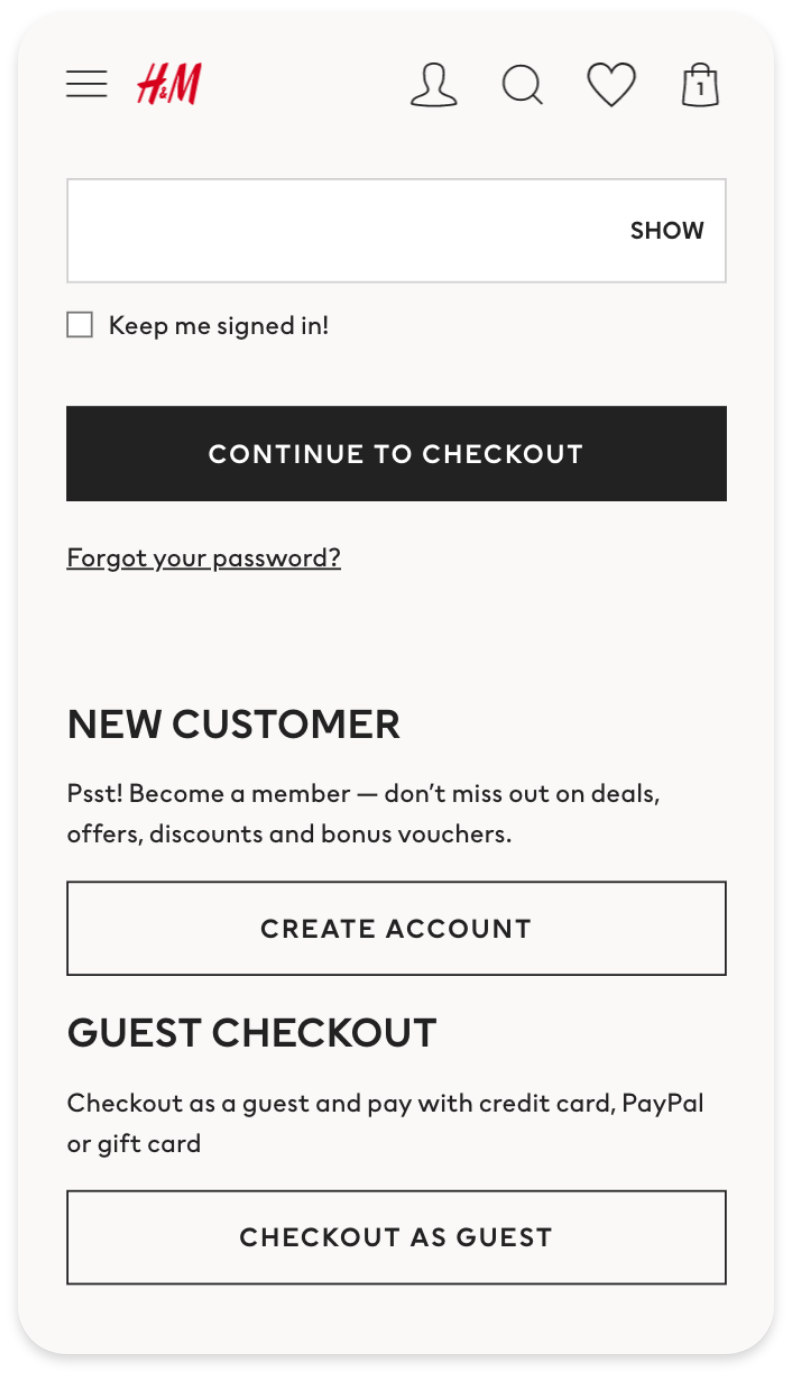 H&M
1
SHOW
Keep me signed in!
CONTINUE TO CHECKOUT
Forgot your password?
NEW CUSTOMER
Psst! Become a member — don’t miss out on deals,
offers, discounts and bonus vouchers.
CREATE ACCOUNT
GUEST CHECKOUT
Checkout as a guest and pay with credit card, PayPal
or gift card
CHECKOUT AS GUEST